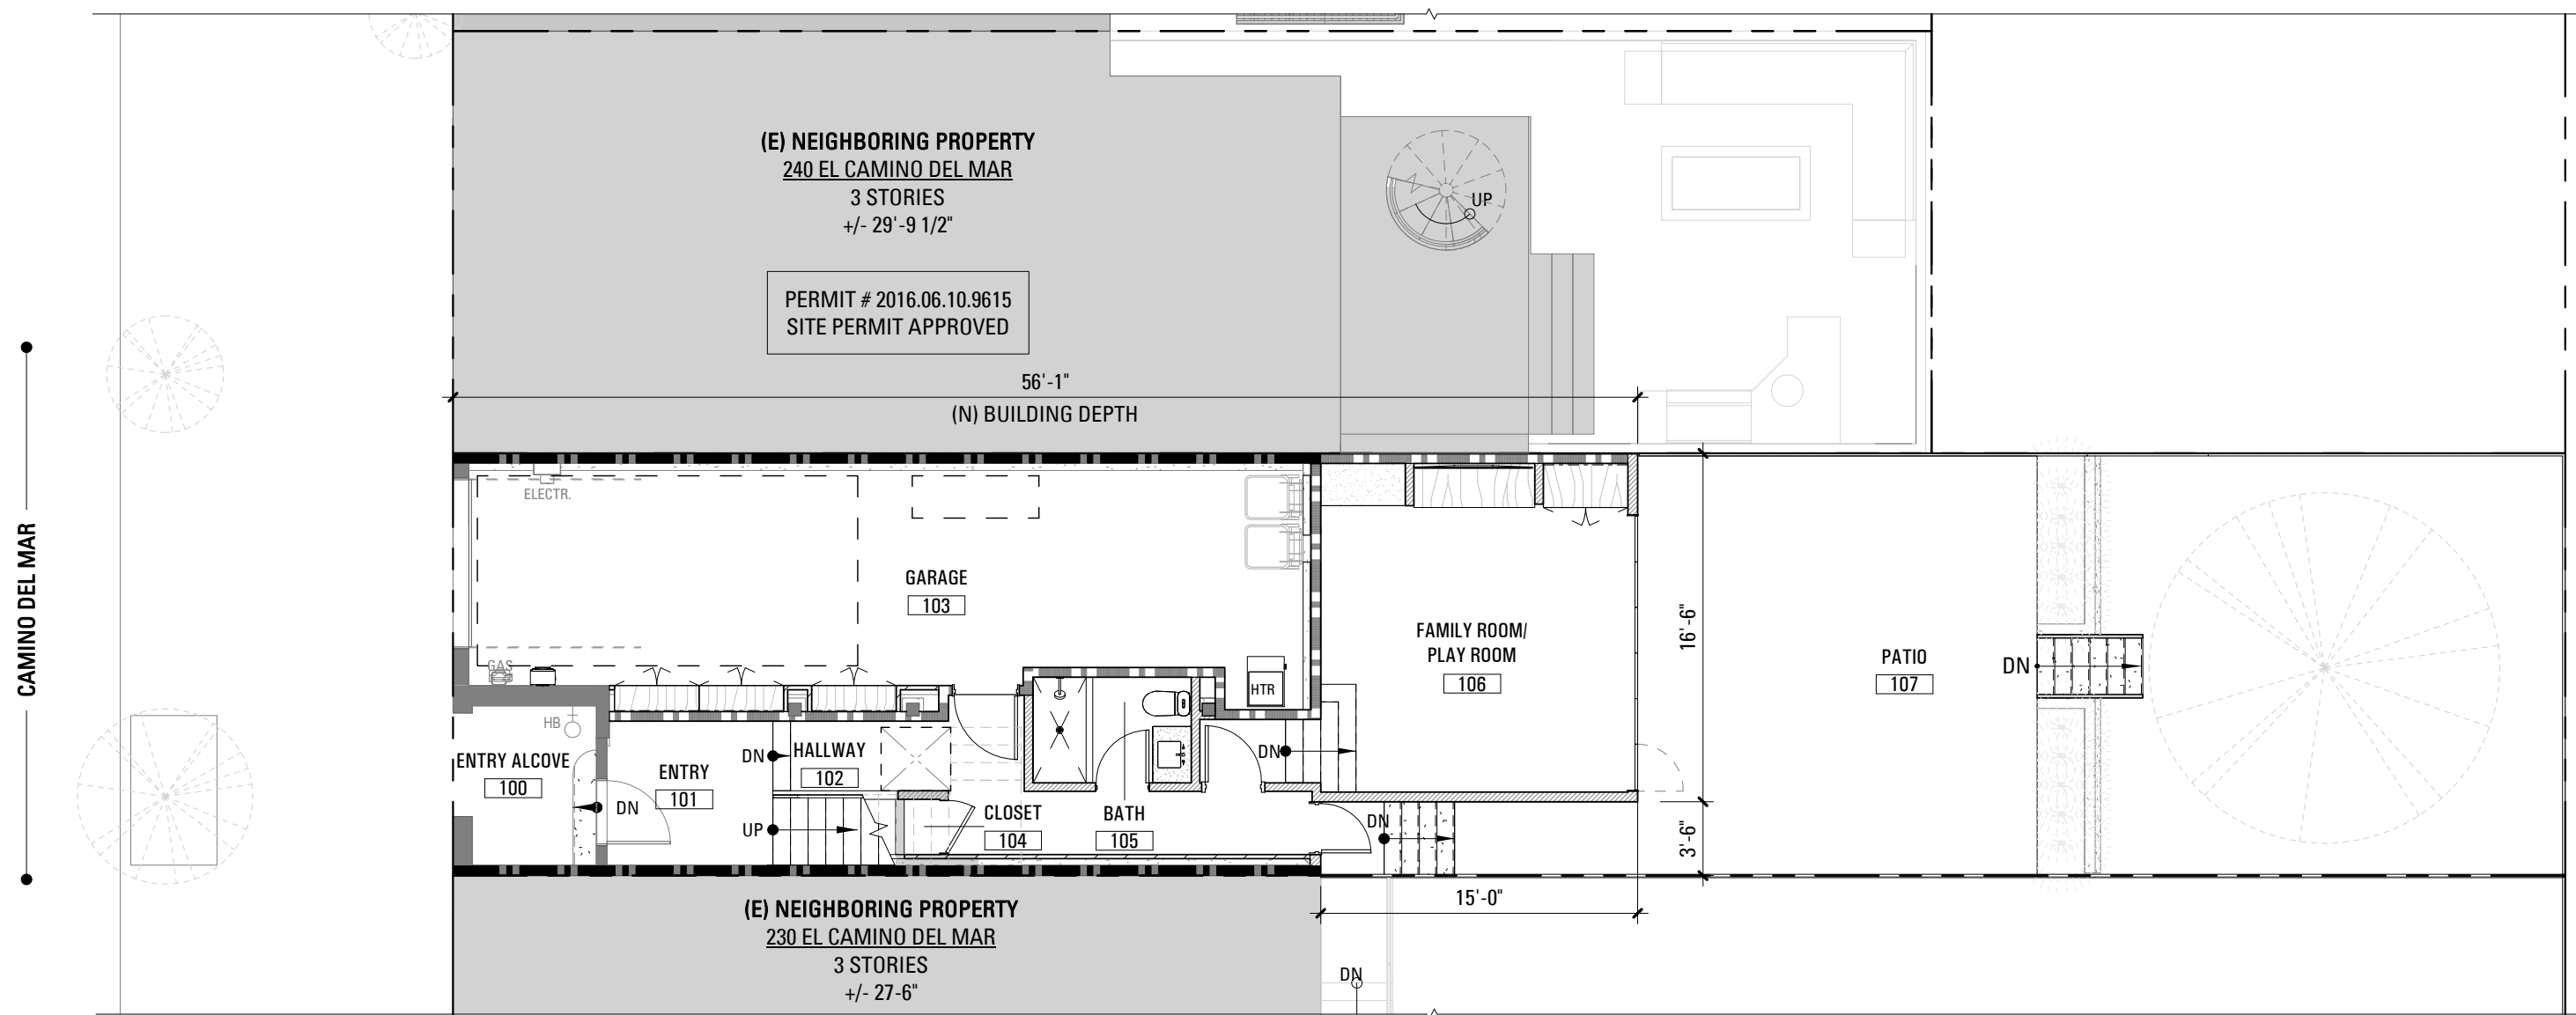 (E) NEIGHBORING PROPERTY
240 EL CAMINO DEL MAR
3 STORIES
+/- 29'-9 1/2"
UP
PERMIT # 2016.06.10.9615
SITE PERMIT APPROVED
56'-1"
(N) BUILDING DEPTH
CAMINO DEL MAR
ELECTR.
GARAGE
103
GAS
HTR
FAMILY ROOM/
PLAY ROOM
106
16'-6"
PATIO
107
DN
HB
ENTRY ALCOVE
100
DN
ENTRY
101
DN
HALLWAY
102
UP
CLOSET
104
BATH
105
DN
DN
3'-6"
15'-0"
(E) NEIGHBORING PROPERTY
230 EL CAMINO DEL MAR
3 STORIES
+/- 27-6"
DN